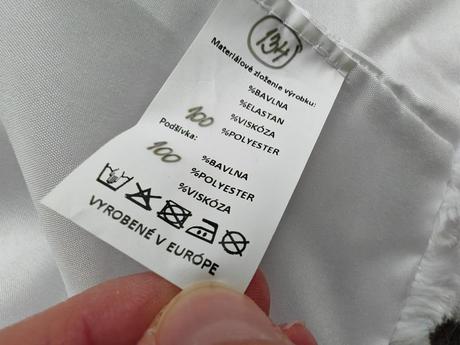 134
Materiálové zloženie výrobku:
%BAVLNA
%ELASTAN
%VISKÓZA
100 %POLYESTER
Podšívka:
%BAVLNA
100 %POLYESTER
%VISKÓZA
VYROBENÉ V EURÓPE